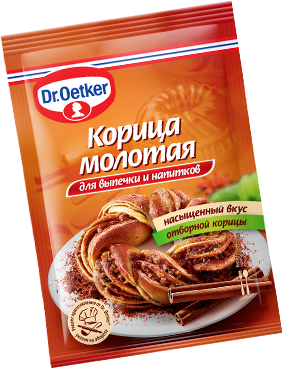 Dr.Oetker
Корица
молотая
для выпечки и напитков
насыщенный вкус
отборной корицы